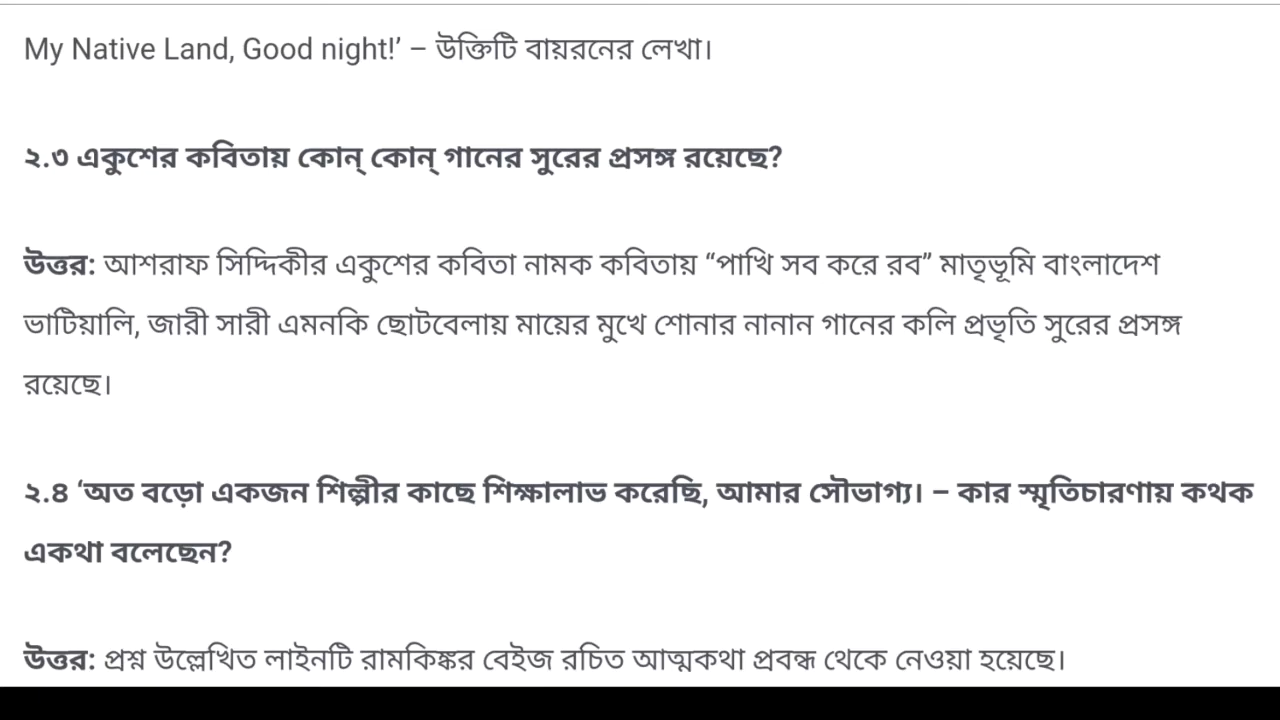 My Native Land, Good night!’ – উক্তিটি বায়রনের লেখা।
২.৩ একুশের কবিতায় কোন্ কোন্ গানের সুরের প্রসঙ্গ রয়েছে?
উত্তর: আশরাফ সিদ্দিকীর একুশের কবিতা নামক কবিতায় “পাখি সব করে রব” মাতৃভূমি বাংলাদেশ
ভাটিয়ালি, জারী সারী এমনকি ছোটবেলায় মায়ের মুখে শোনার নানান গানের কলি প্রভৃতি সুরের প্রসঙ্গ
রয়েছে।
২.৪ ‘অত বড়ো একজন শিল্পীর কাছে শিক্ষালাভ করেছি, আমার সৌভাগ্য। – কার স্মৃতিচারণায় কথক
একথা বলেছেন?
উত্তর: প্রশ্ন উল্লেখিত লাইনটি রামকিঙ্কর বেইজ রচিত আত্মকথা প্রবন্ধ থেকে নেওয়া হয়েছে।